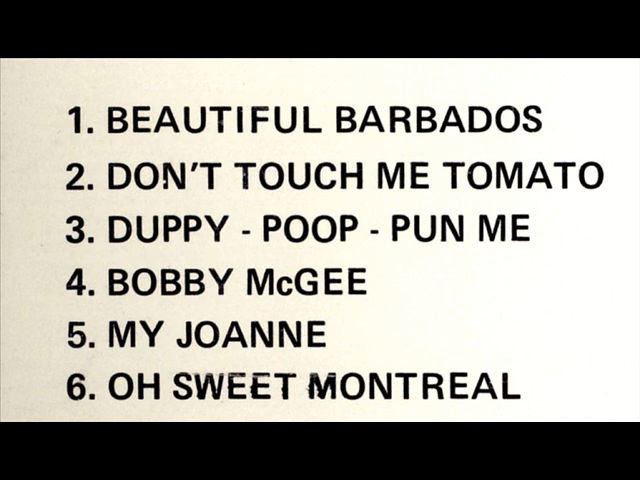 1. BEAUTIFUL BARBADOS
2. DON'T TOUCH ME TOMATO
3. DUPPY - POOP - PUN ME
4. BOBBY McGEE
5. MY JOANNE
6. OH SWEET MONTREAL